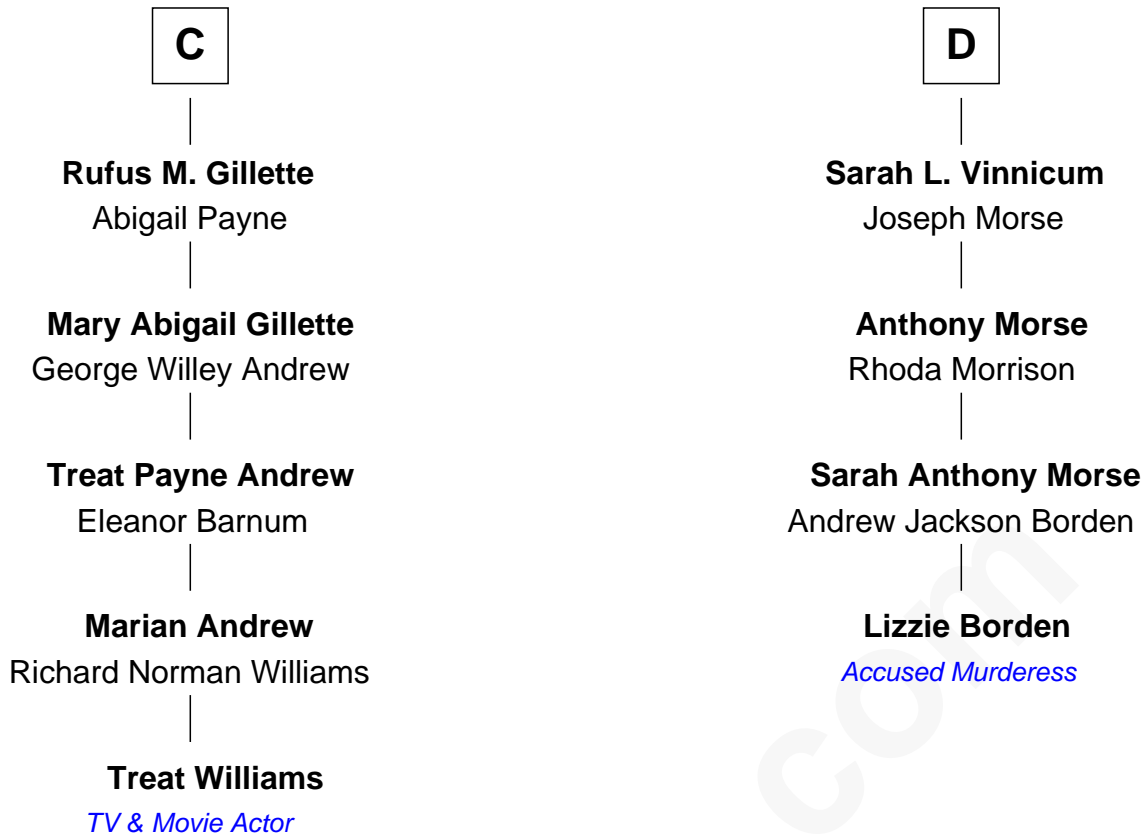 C
Rufus M. Gillette
Abigail Payne
Mary Abigail Gillette
George Willey Andrew
Treat Payne Andrew
Eleanor Barnum
Marian Andrew
Richard Norman Williams
Treat Williams
TV & Movie Actor
D
Sarah L. Vinnicum
Joseph Morse
Anthony Morse
Rhoda Morrison
Sarah Anthony Morse
Andrew Jackson Borden
Lizzie Borden
Accused Murderess
com